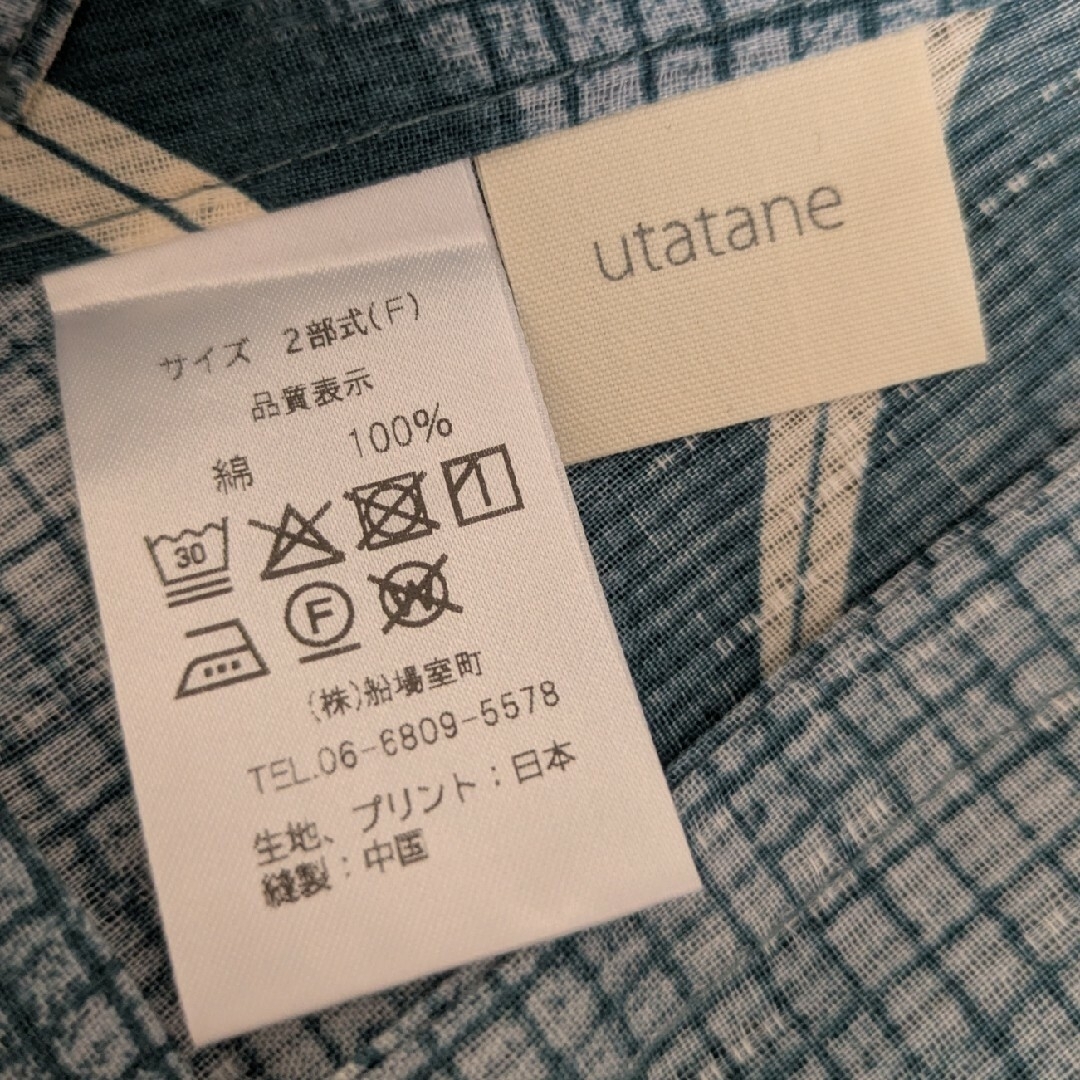 utatane
サイズ 2部式(F)
品質表示
綿 100%
30
F
W
(株)船場室町
TEL.06-6809-5578
生地、プリント:日本
縫製:中国